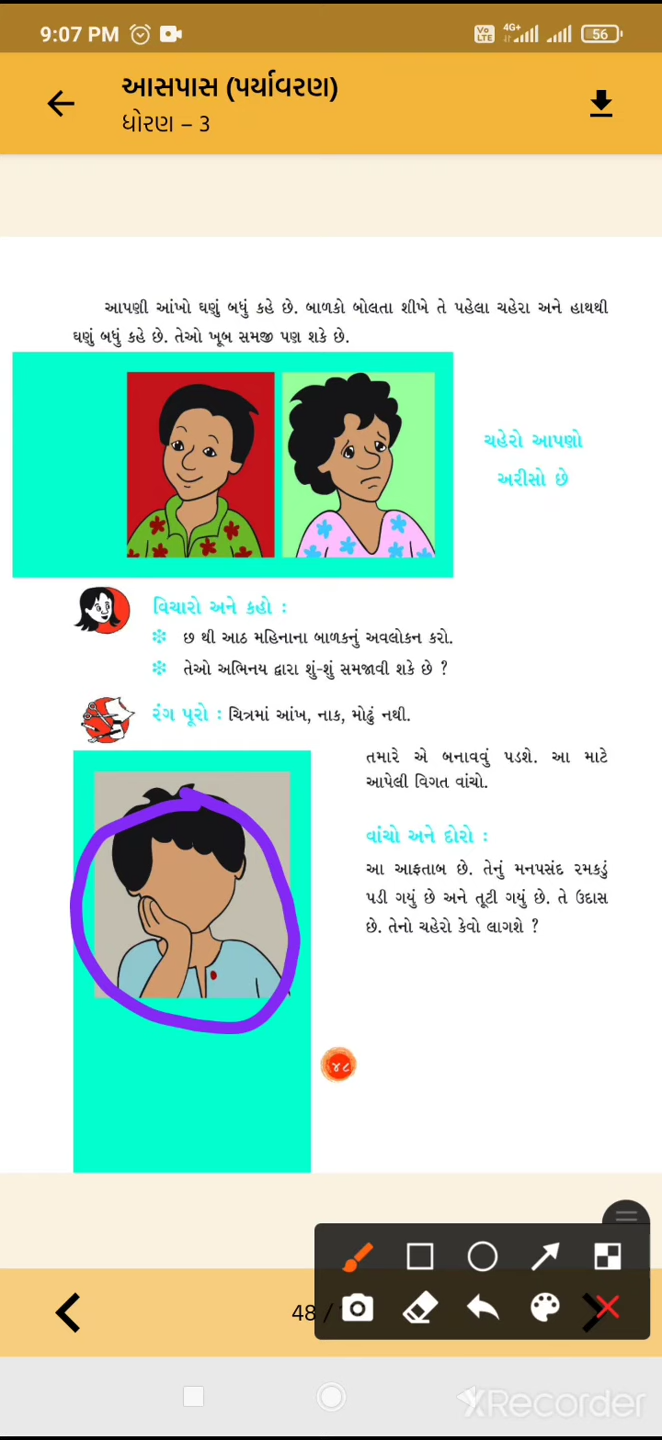 9:07 PM
Vo LTE 4G+ 56
આસપાસ (પર્યાવરણ)
ધોરણ – 3
આપણી આંખો ઘણું બધું કહે છે. બાળકો બોલતા શીખે તે પહેલા ચહેરા અને હાથથી
ઘણું બધું કહે છે. તેઓ ખૂબ સમજી પણ શકે છે.
ચહેરો આપણો
અરીસો છે
વિચારો અને કહો :
છ થી આઠ મહિનાના બાળકનું અવલોકન કરો.
તેઓ અભિનય દ્વારા શું-શું સમજાવી શકે છે ?
રંગ પૂરો : ચિત્રમાં આંખ, નાક, મોઢું નથી.
તમારે એ બનાવવું પડશે. આ માટે
આપેલી વિગત વાંચો.
વાંચો અને દોરો :
આ આફતાબ છે. તેનું મનપસંદ રમકડું
પડી ગયું છે અને તૂટી ગયું છે. તે ઉદાસ
છે. તેનો ચહેરો કેવો લાગશે ?
૪૮
48 /
XRecorder